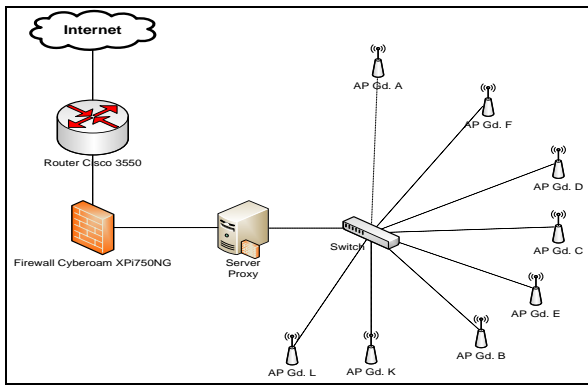 Internet
AP Gd. A
AP Gd. F
Router Cisco 3550
AP Gd. D
AP Gd. C
Switch
Firewall Cyberoam XPi750NG
Server
Proxy
AP Gd. E
AP Gd. B
AP Gd. L
AP Gd. K